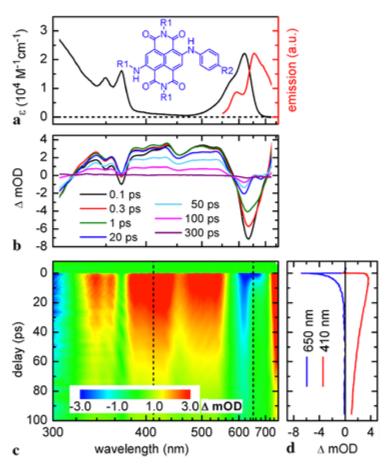 3
2
1
0
ε (10⁴ M⁻¹cm⁻¹)
emission (a.u.)
a
R1
O
N
O
HN
R1-NH
R2
O
N
O
R1
6
4
2
0
-2
-4
-6
-8
Δ mOD
0.1 ps
0.3 ps
1 ps
20 ps
50 ps
100 ps
300 ps
b
0
20
40
60
80
100
delay (ps)
-3.0
-1.0
1.0
3.0
Δ mOD
300
400
500
600
700
wavelength (nm)
c
650 nm
410 nm
-8
-4
0
4
Δ mOD
d